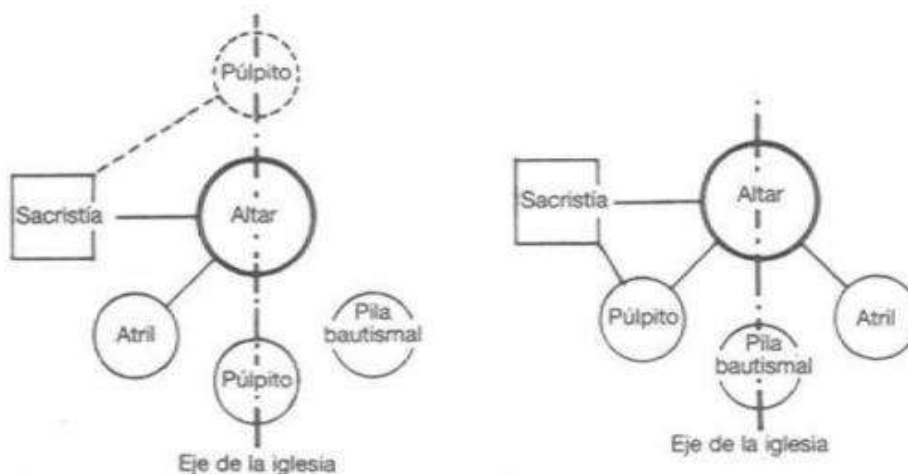 Púlpito
Sacristía
Altar
Atril
Pila
bautismal
Púlpito
Eje de la iglesia
Sacristía
Altar
Púlpito
Atril
Pila
bautismal
Eje de la iglesia